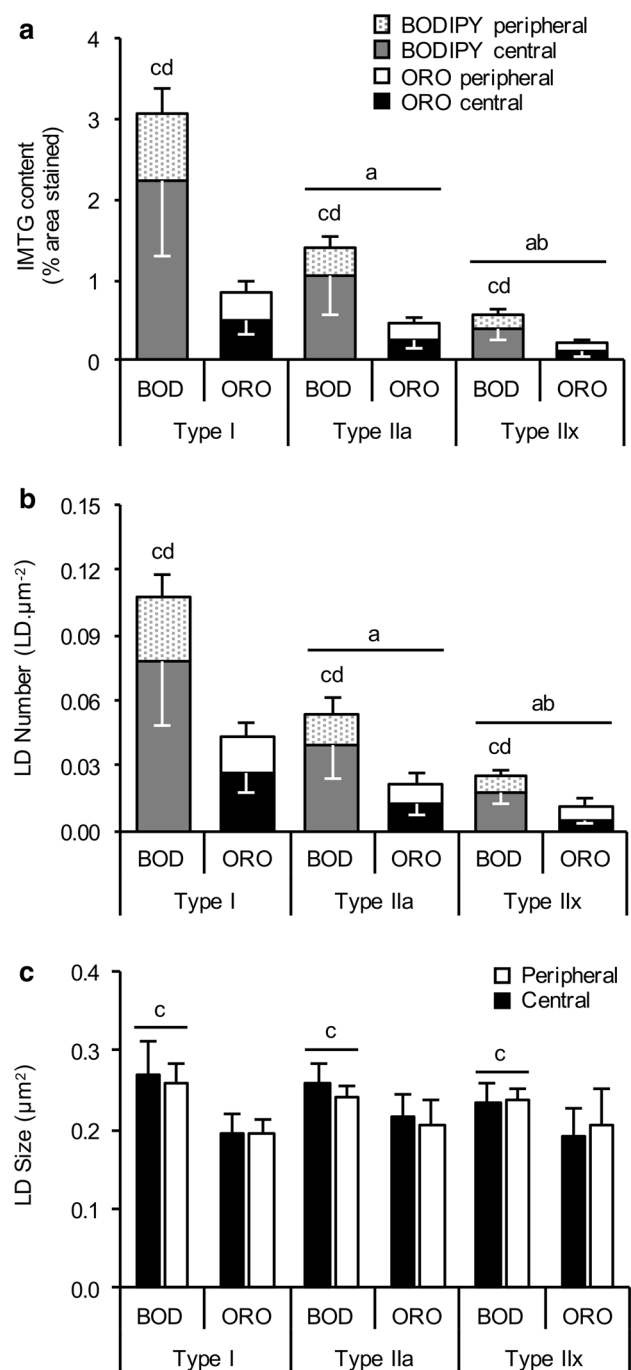 a
BODIPY peripheral
BODIPY central
ORO peripheral
ORO central
IMTG content
(% area stained)
4
3
2
1
0
cd
cd
a
cd
ab
BOD ORO BOD ORO BOD ORO
Type I Type IIa Type IIx
b
LD Number (LD.µm-2)
0.15
0.12
0.09
0.06
0.03
0.00
cd
cd
a
cd
ab
BOD ORO BOD ORO BOD ORO
Type I Type IIa Type IIx
c
Peripheral
Central
LD Size (µm²)
0.4
0.3
0.2
0.1
0.0
c
c
c
BOD ORO BOD ORO BOD ORO
Type I Type IIa Type IIx